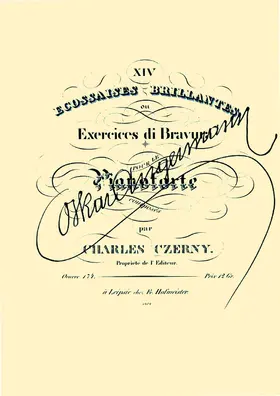 XIV
ECOSSAISES BRILLANTES
ou
Exercices di Bravura
POUR LE
Pianoforte
composées
par
CHARLES CZERNY.
Propriété de l'Editeur.
Oeuvre 174. Prix 12 Gr.
à Leipsic chez Fr. Hofmeister.